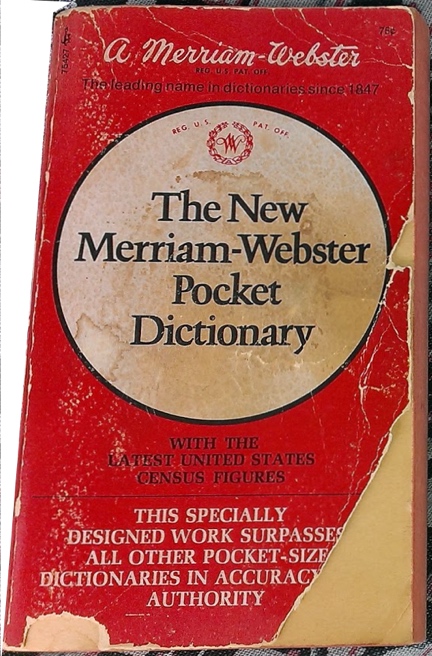 75427
75¢
A Merriam-Webster
REG. U.S. PAT. OFF.
The leading name in dictionaries since 1847
REG. U.S. PAT. OFF.
W
The New
Merriam-Webster
Pocket
Dictionary
WITH THE
LATEST UNITED STATES
CENSUS FIGURES
THIS SPECIALLY
DESIGNED WORK SURPASSES
ALL OTHER POCKET-SIZE
DICTIONARIES IN ACCURACY
AUTHORITY